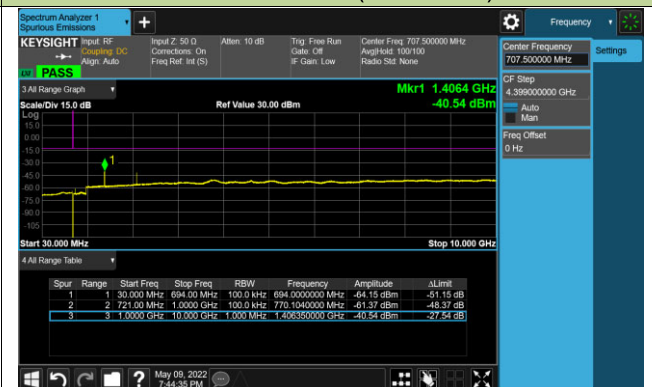 Spectrum Analyzer 1
Spurious Emissions
Frequency
KEYSIGHT
Input: RF
Coupling: DC
Align: Auto
Input Z: 50 Ω
Corrections: On
Freq Ref: Int (S)
Atten: 10 dB
Trig: Free Run
Gate: Off
IF Gain: Low
Center Freq: 707.500000 MHz
Avg|Hold: 100/100
Radio Std: None
PASS
Center Frequency
707.500000 MHz
Settings
CF Step
4.399000000 GHz
Auto
Man
Freq Offset
0 Hz
3 All Range Graph
Mkr1 1.4064 GHz
Scale/Div 15.0 dB
Ref Value 30.00 dBm
-40.54 dBm
Log
15.0
0.00
-15.0
-30.0
-45.0
-60.0
-75.0
-90.0
-105
1
Start 30.000 MHz
Stop 10.000 GHz
4 All Range Table
Spur Range Start Freq Stop Freq RBW Frequency Amplitude ΔLimit
1 1 30.000 MHz 694.00 MHz 100.0 kHz 694.0000000 MHz -64.15 dBm -51.15 dB
2 2 721.00 MHz 1.0000 GHz 100.0 kHz 770.1040000 MHz -61.37 dBm -48.37 dB
3 3 1.0000 GHz 10.000 GHz 1.000 MHz 1.406350000 GHz -40.54 dBm -27.54 dB
May 09, 2022
7:44:35 PM